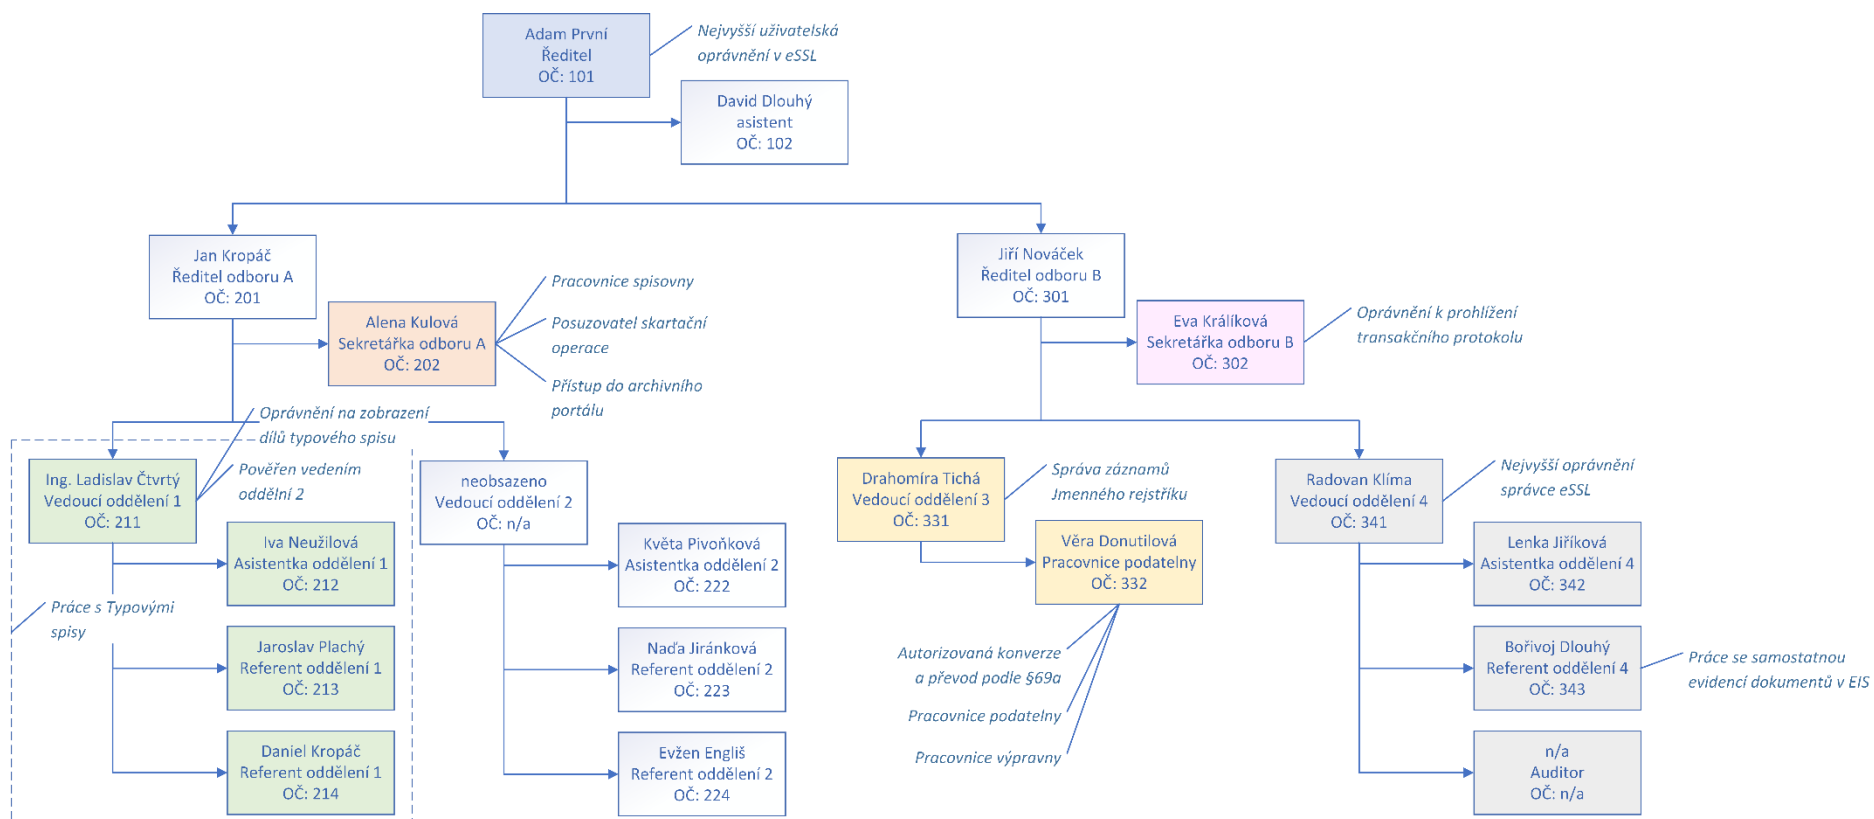 Adam První
Ředitel
OČ: 101
Nejvyšší uživatelská
oprávnění v eSSL
David Dlouhý
asistent
OČ: 102
Jan Kropáč
Ředitel odboru A
OČ: 201
Alena Kulová
Sekretářka odboru A
OČ: 202
Pracovnice spisovny
Posuzovatel skartační
operace
Přístup do archivního
portálu
Jiří Nováček
Ředitel odboru B
OČ: 301
Eva Králíková
Sekretářka odboru B
OČ: 302
Oprávnění k prohlížení
transakčního protokolu
Oprávnění na zobrazení
dílů typového spisu
Pověřen vedením
oddělní 2
Ing. Ladislav Čtvrtý
Vedoucí oddělení 1
OČ: 211
Iva Neužilová
Asistentka oddělení 1
OČ: 212
Práce s Typovými
spisy
Jaroslav Plachý
Referent oddělení 1
OČ: 213
Daniel Kropáč
Referent oddělení 1
OČ: 214
neobsazeno
Vedoucí oddělení 2
OČ: n/a
Květa Pivoňková
Asistentka oddělení 2
OČ: 222
Naďa Jiránková
Referent oddělení 2
OČ: 223
Evžen Engliš
Referent oddělení 2
OČ: 224
Drahomíra Tichá
Vedoucí oddělení 3
OČ: 331
Správa záznamů
Jmenného rejstříku
Věra Donutilová
Pracovnice podatelny
OČ: 332
Autorizovaná konverze
a převod podle §69a
Pracovnice podatelny
Pracovnice výpravny
Radovan Klíma
Vedoucí oddělení 4
OČ: 341
Nejvyšší oprávnění
správce eSSL
Lenka Jiříková
Asistentka oddělení 4
OČ: 342
Bořivoj Dlouhý
Referent oddělení 4
OČ: 343
Práce se samostatnou
evidencí dokumentů v EIS
n/a
Auditor
OČ: n/a